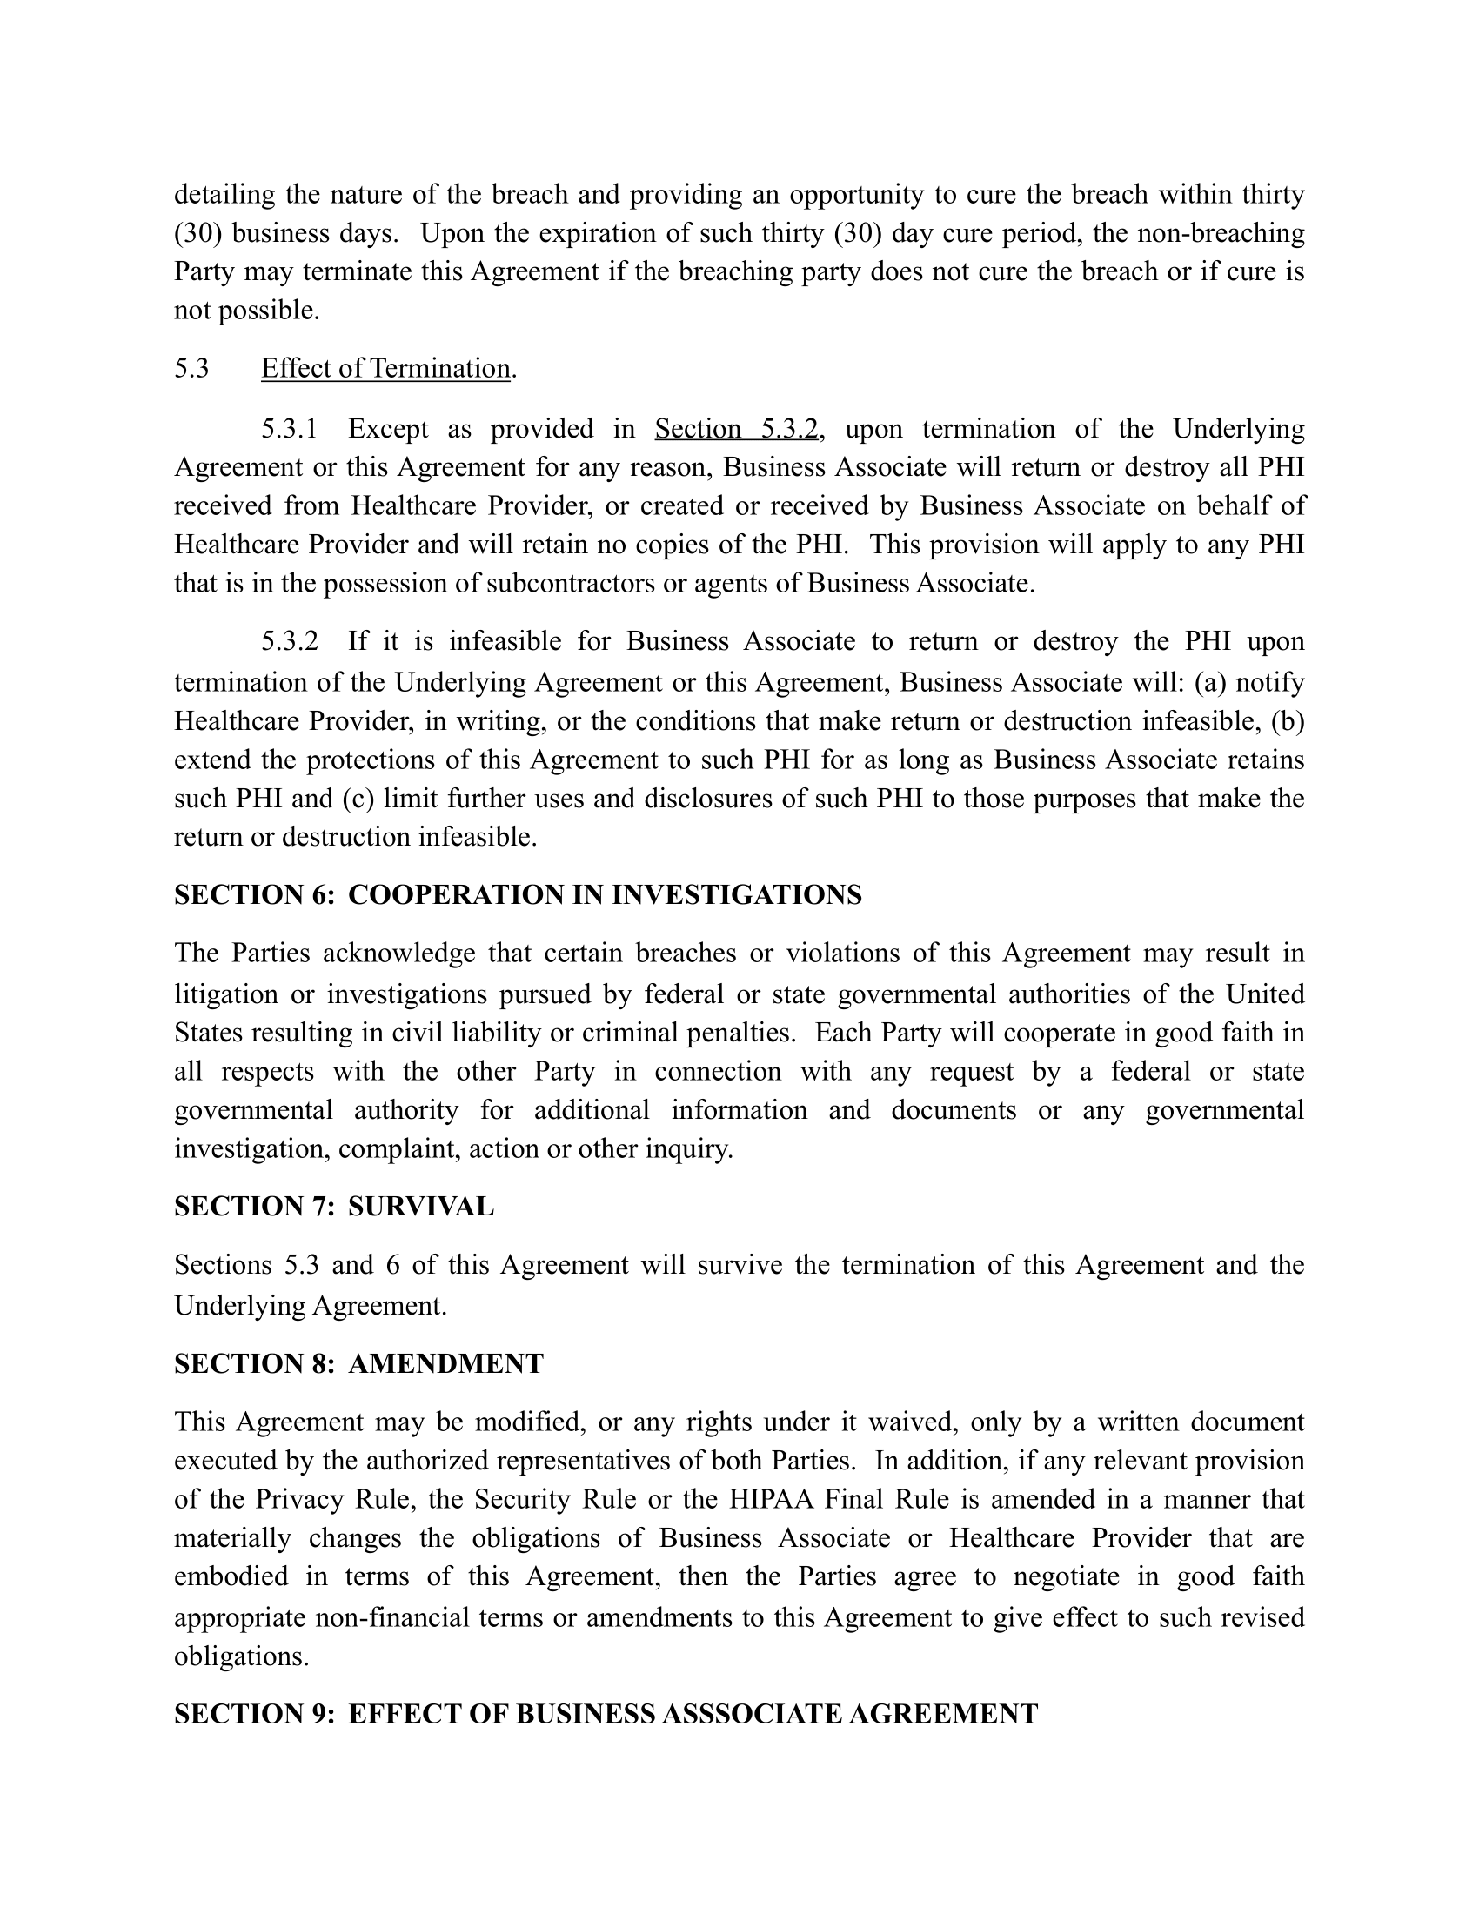 detailing the nature of the breach and providing an opportunity to cure the breach within thirty
(30) business days.  Upon the expiration of such thirty (30) day cure period, the non-breaching
Party may terminate this Agreement if the breaching party does not cure the breach or if cure is
not possible.
5.3 Effect of Termination.
5.3.1 Except as provided in Section 5.3.2, upon termination of the Underlying
Agreement or this Agreement for any reason, Business Associate will return or destroy all PHI
received from Healthcare Provider, or created or received by Business Associate on behalf of
Healthcare Provider and will retain no copies of the PHI.  This provision will apply to any PHI
that is in the possession of subcontractors or agents of Business Associate.
5.3.2 If it is infeasible for Business Associate to return or destroy the PHI upon
termination of the Underlying Agreement or this Agreement, Business Associate will: (a) notify
Healthcare Provider, in writing, or the conditions that make return or destruction infeasible, (b)
extend the protections of this Agreement to such PHI for as long as Business Associate retains
such PHI and (c) limit further uses and disclosures of such PHI to those purposes that make the
return or destruction infeasible.
SECTION 6:  COOPERATION IN INVESTIGATIONS
The Parties acknowledge that certain breaches or violations of this Agreement may result in
litigation or investigations pursued by federal or state governmental authorities of the United
States resulting in civil liability or criminal penalties.  Each Party will cooperate in good faith in
all respects with the other Party in connection with any request by a federal or state
governmental authority for additional information and documents or any governmental
investigation, complaint, action or other inquiry.
SECTION 7:  SURVIVAL
Sections 5.3 and 6 of this Agreement will survive the termination of this Agreement and the
Underlying Agreement.
SECTION 8:  AMENDMENT
This Agreement may be modified, or any rights under it waived, only by a written document
executed by the authorized representatives of both Parties.  In addition, if any relevant provision
of the Privacy Rule, the Security Rule or the HIPAA Final Rule is amended in a manner that
materially changes the obligations of Business Associate or Healthcare Provider that are
embodied in terms of this Agreement, then the Parties agree to negotiate in good faith
appropriate non-financial terms or amendments to this Agreement to give effect to such revised
obligations.
SECTION 9:  EFFECT OF BUSINESS ASSSOCIATE AGREEMENT